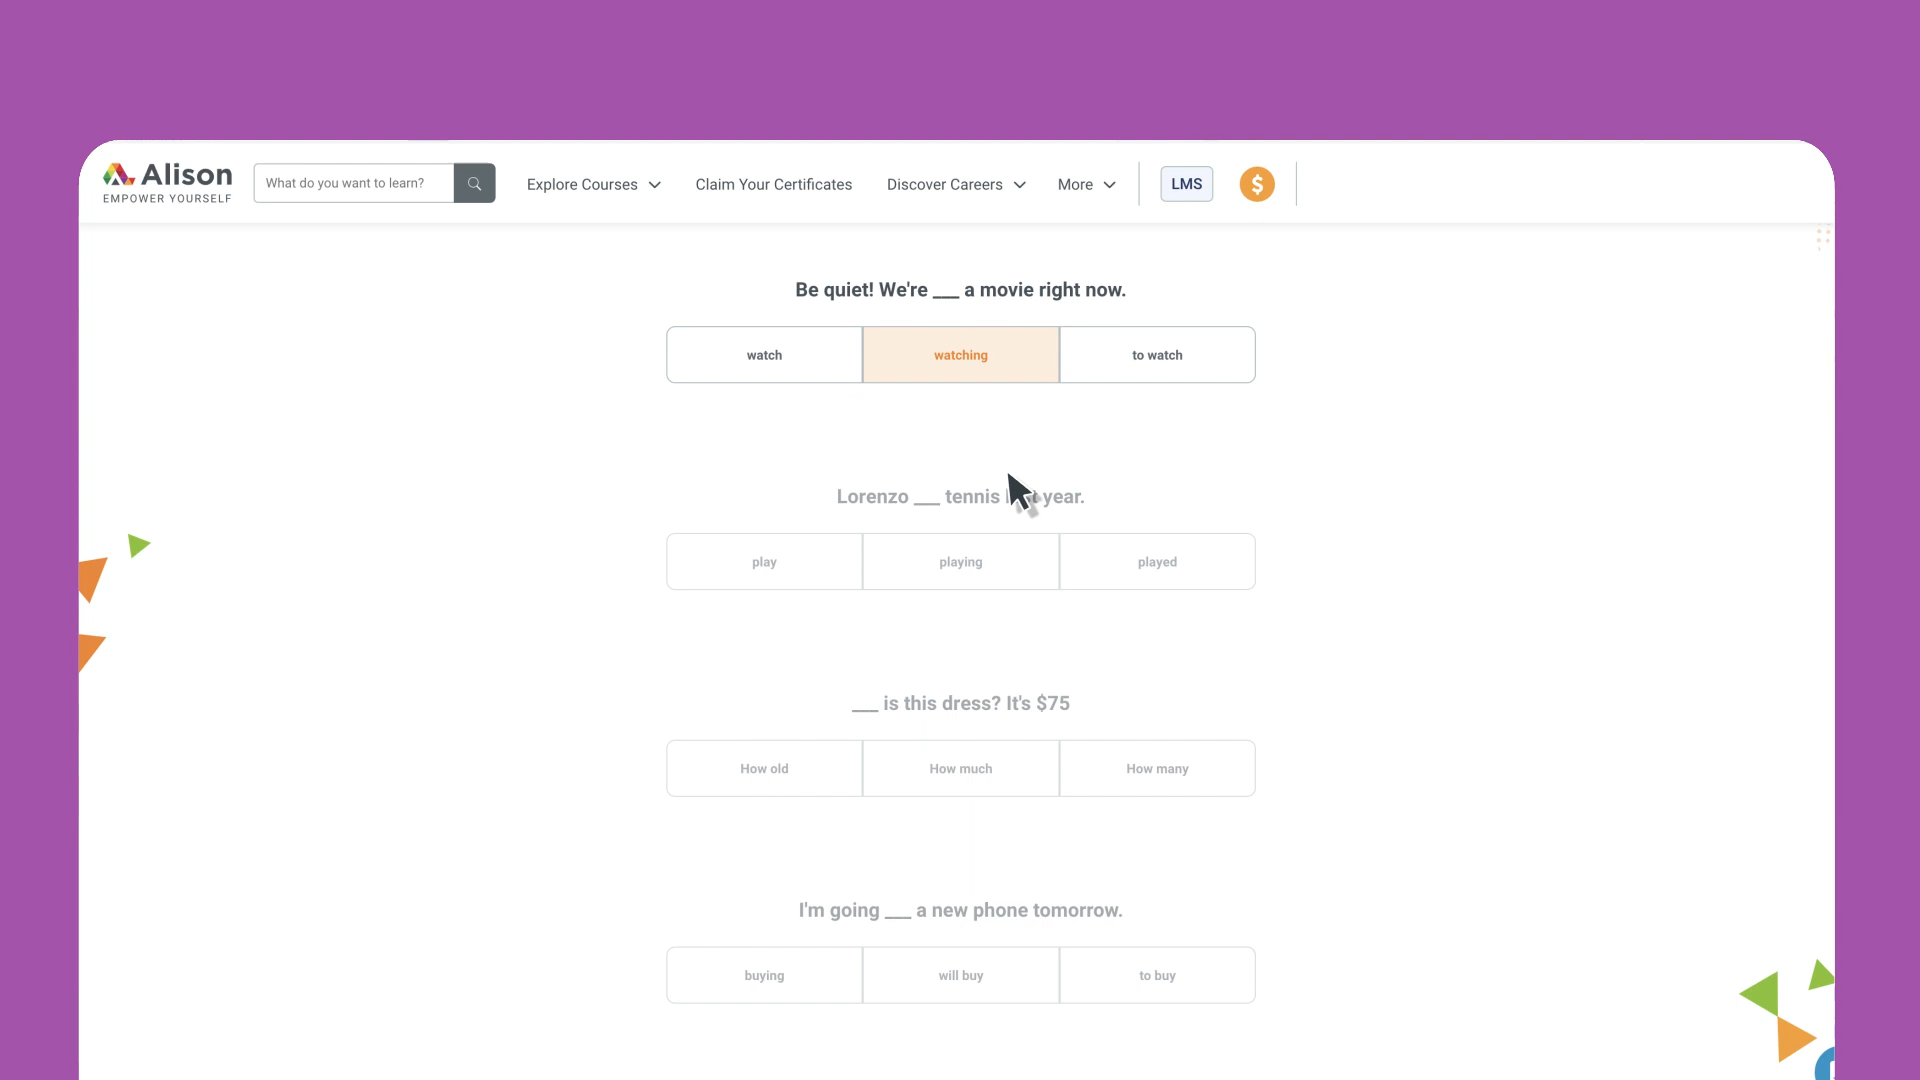 Alison
EMPOWER YOURSELF
What do you want to learn?
Explore Courses
Claim Your Certificates
Discover Careers
More
LMS
$
Be quiet! We're ___ a movie right now.
watch
watching
to watch
Lorenzo ___ tennis year.
play
playing
played
___ is this dress? It's $75
How old
How much
How many
I'm going ___ a new phone tomorrow.
buying
will buy
to buy